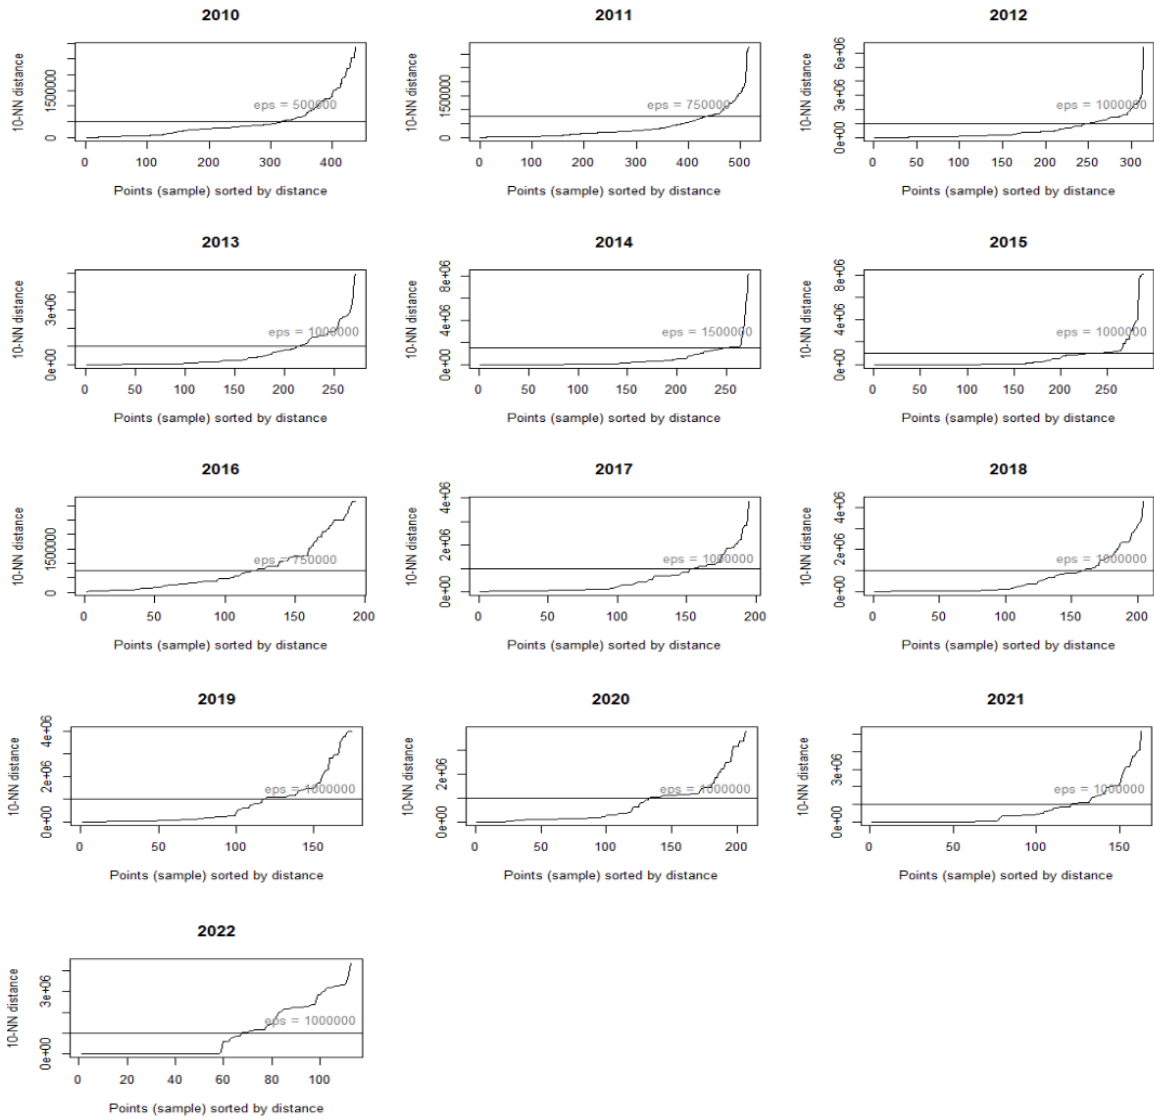 2010
10-NN distance
0 1500000
eps = 500000
0 100 200 300 400
Points (sample) sorted by distance
2011
10-NN distance
0 1500000
eps = 750000
0 100 200 300 400 500
Points (sample) sorted by distance
2012
10-NN distance
0e+00 3e+06 6e+06
eps = 1000000
0 50 100 150 200 250 300
Points (sample) sorted by distance
2013
10-NN distance
0e+00 3e+06
eps = 1000000
0 50 100 150 200 250
Points (sample) sorted by distance
2014
10-NN distance
0e+00 4e+06 8e+06
eps = 1500000
0 50 100 150 200 250
Points (sample) sorted by distance
2015
10-NN distance
0e+00 4e+06 8e+06
eps = 1000000
0 50 100 150 200 250
Points (sample) sorted by distance
2016
10-NN distance
0 1500000
eps = 750000
0 50 100 150 200
Points (sample) sorted by distance
2017
10-NN distance
0e+00 2e+06 4e+06
eps = 1000000
0 50 100 150 200
Points (sample) sorted by distance
2018
10-NN distance
0e+00 2e+06 4e+06
eps = 1000000
0 50 100 150 200
Points (sample) sorted by distance
2019
10-NN distance
0e+00 2e+06 4e+06
eps = 1000000
0 50 100 150
Points (sample) sorted by distance
2020
10-NN distance
0e+00 2e+06
eps = 1000000
0 50 100 150 200
Points (sample) sorted by distance
2021
10-NN distance
0e+00 3e+06
eps = 1000000
0 50 100 150
Points (sample) sorted by distance
2022
10-NN distance
0e+00 3e+06
eps = 1000000
0 20 40 60 80 100
Points (sample) sorted by distance